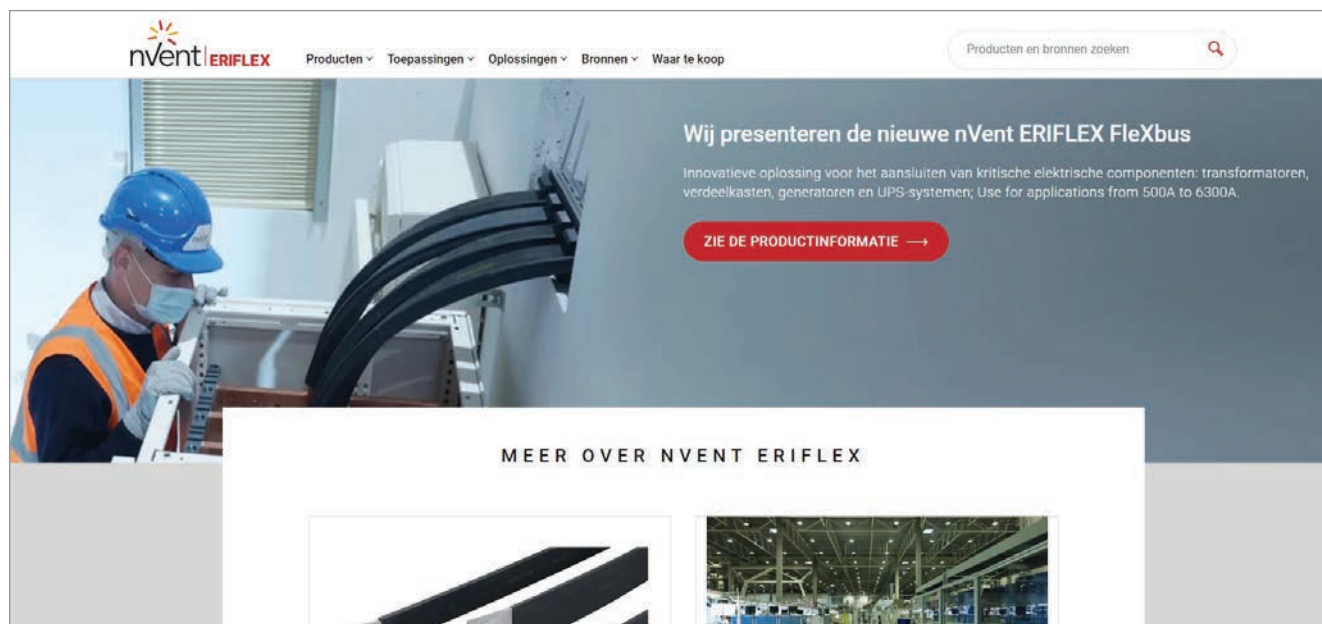 nVent ERIFLEX
Producten Toepassingen Oplossingen Bronnen Waar te koop
Producten en bronnen zoeken
Wij presenteren de nieuwe nVent ERIFLEX FleXbus
Innovatieve oplossing voor het aansluiten van kritische elektrische componenten: transformatoren,
verdeelkasten, generatoren en UPS-systemen; Use for applications from 500A to 6300A.
ZIE DE PRODUCTINFORMATIE →
MEER OVER NVENT ERIFLEX